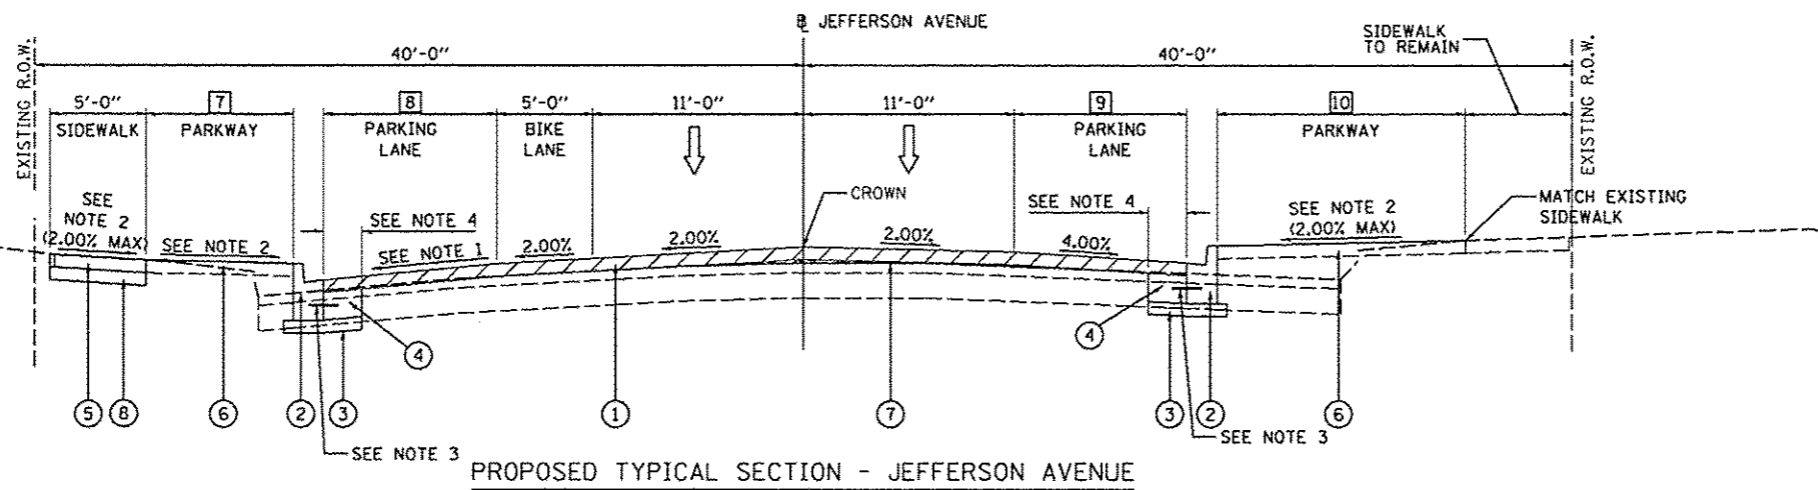 ℄ JEFFERSON AVENUE
EXISTING R.O.W.
40'-0"
40'-0"
SIDEWALK
TO REMAIN
EXISTING R.O.W.
5'-0" 7 8 5'-0" 11'-0" 11'-0" 9 10
SIDEWALK PARKWAY PARKING BIKE PARKING PARKWAY
LANE LANE LANE
SEE
NOTE 2
(2.00% MAX)
SEE NOTE 2
SEE NOTE 4
SEE NOTE 1
2.00%
2.00%
CROWN
2.00%
4.00%
SEE NOTE 4
SEE NOTE 2
(2.00% MAX)
MATCH EXISTING
SIDEWALK
4
4
5 8 6 2 3 1 7 3 2 6
SEE NOTE 3
SEE NOTE 3
PROPOSED TYPICAL SECTION - JEFFERSON AVENUE